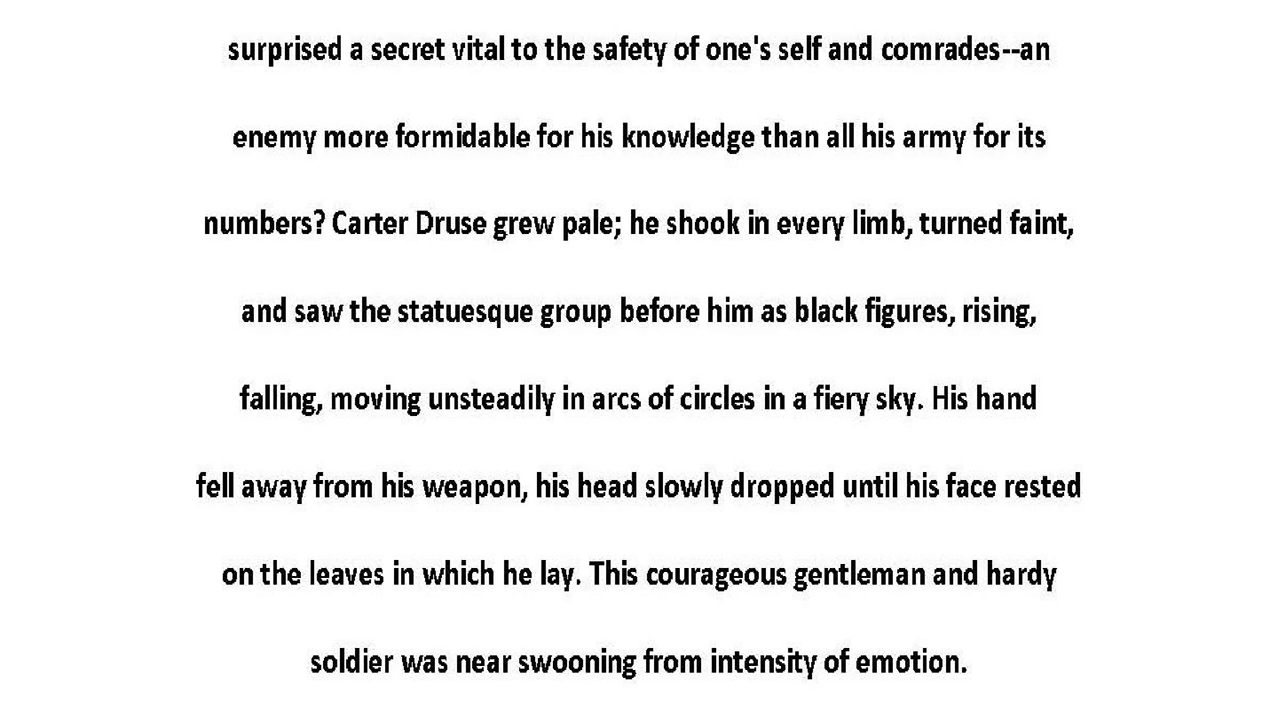 surprised a secret vital to the safety of one's self and comrades--an
enemy more formidable for his knowledge than all his army for its
numbers? Carter Druse grew pale; he shook in every limb, turned faint,
and saw the statuesque group before him as black figures, rising,
falling, moving unsteadily in arcs of circles in a fiery sky. His hand
fell away from his weapon, his head slowly dropped until his face rested
on the leaves in which he lay. This courageous gentleman and hardy
soldier was near swooning from intensity of emotion.